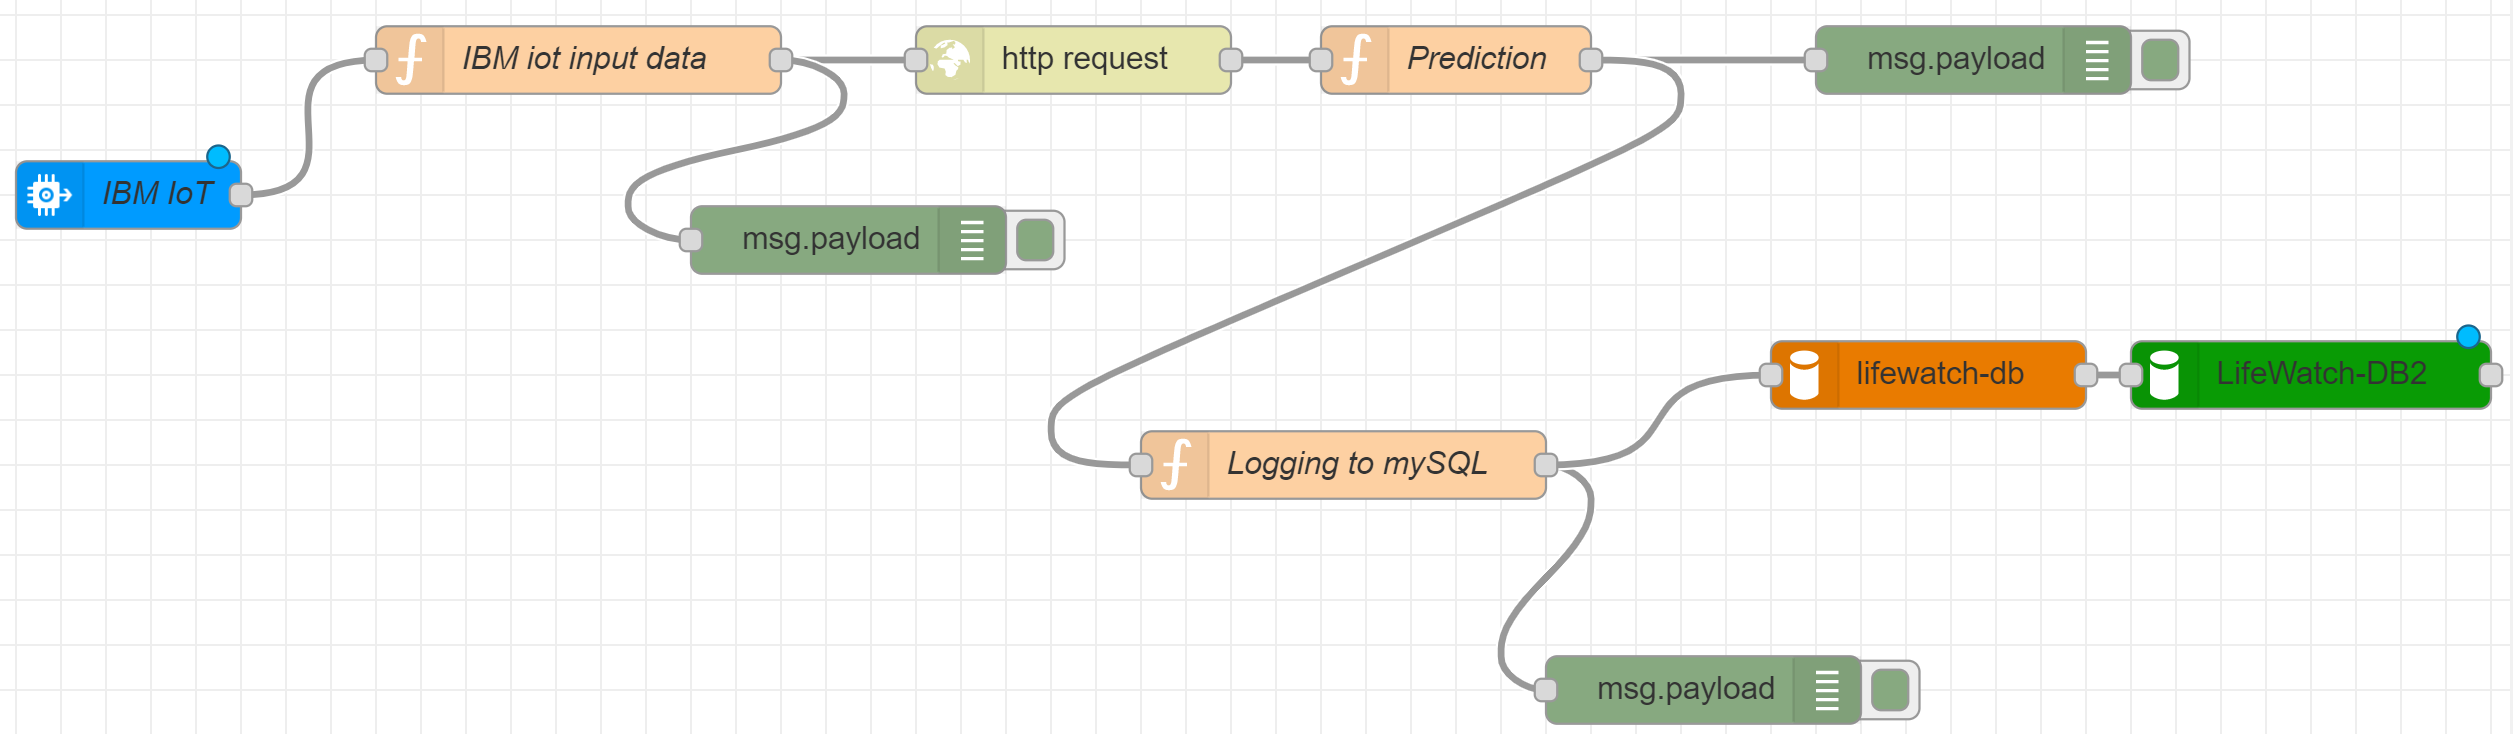 IBM iot input data
http request
Prediction
msg.payload
IBM IoT
msg.payload
lifewatch-db
LifeWatch-DB2
Logging to mySQL
msg.payload